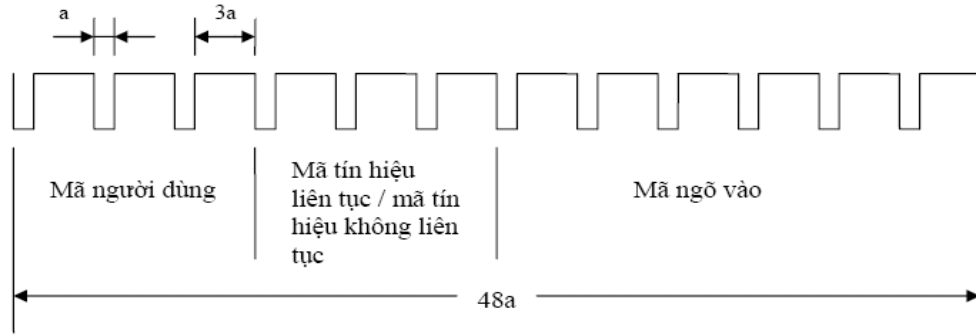 a
3a
Mã người dùng
Mã tín hiệu
liên tục / mã tín
hiệu không liên
tục
Mã ngõ vào
48a